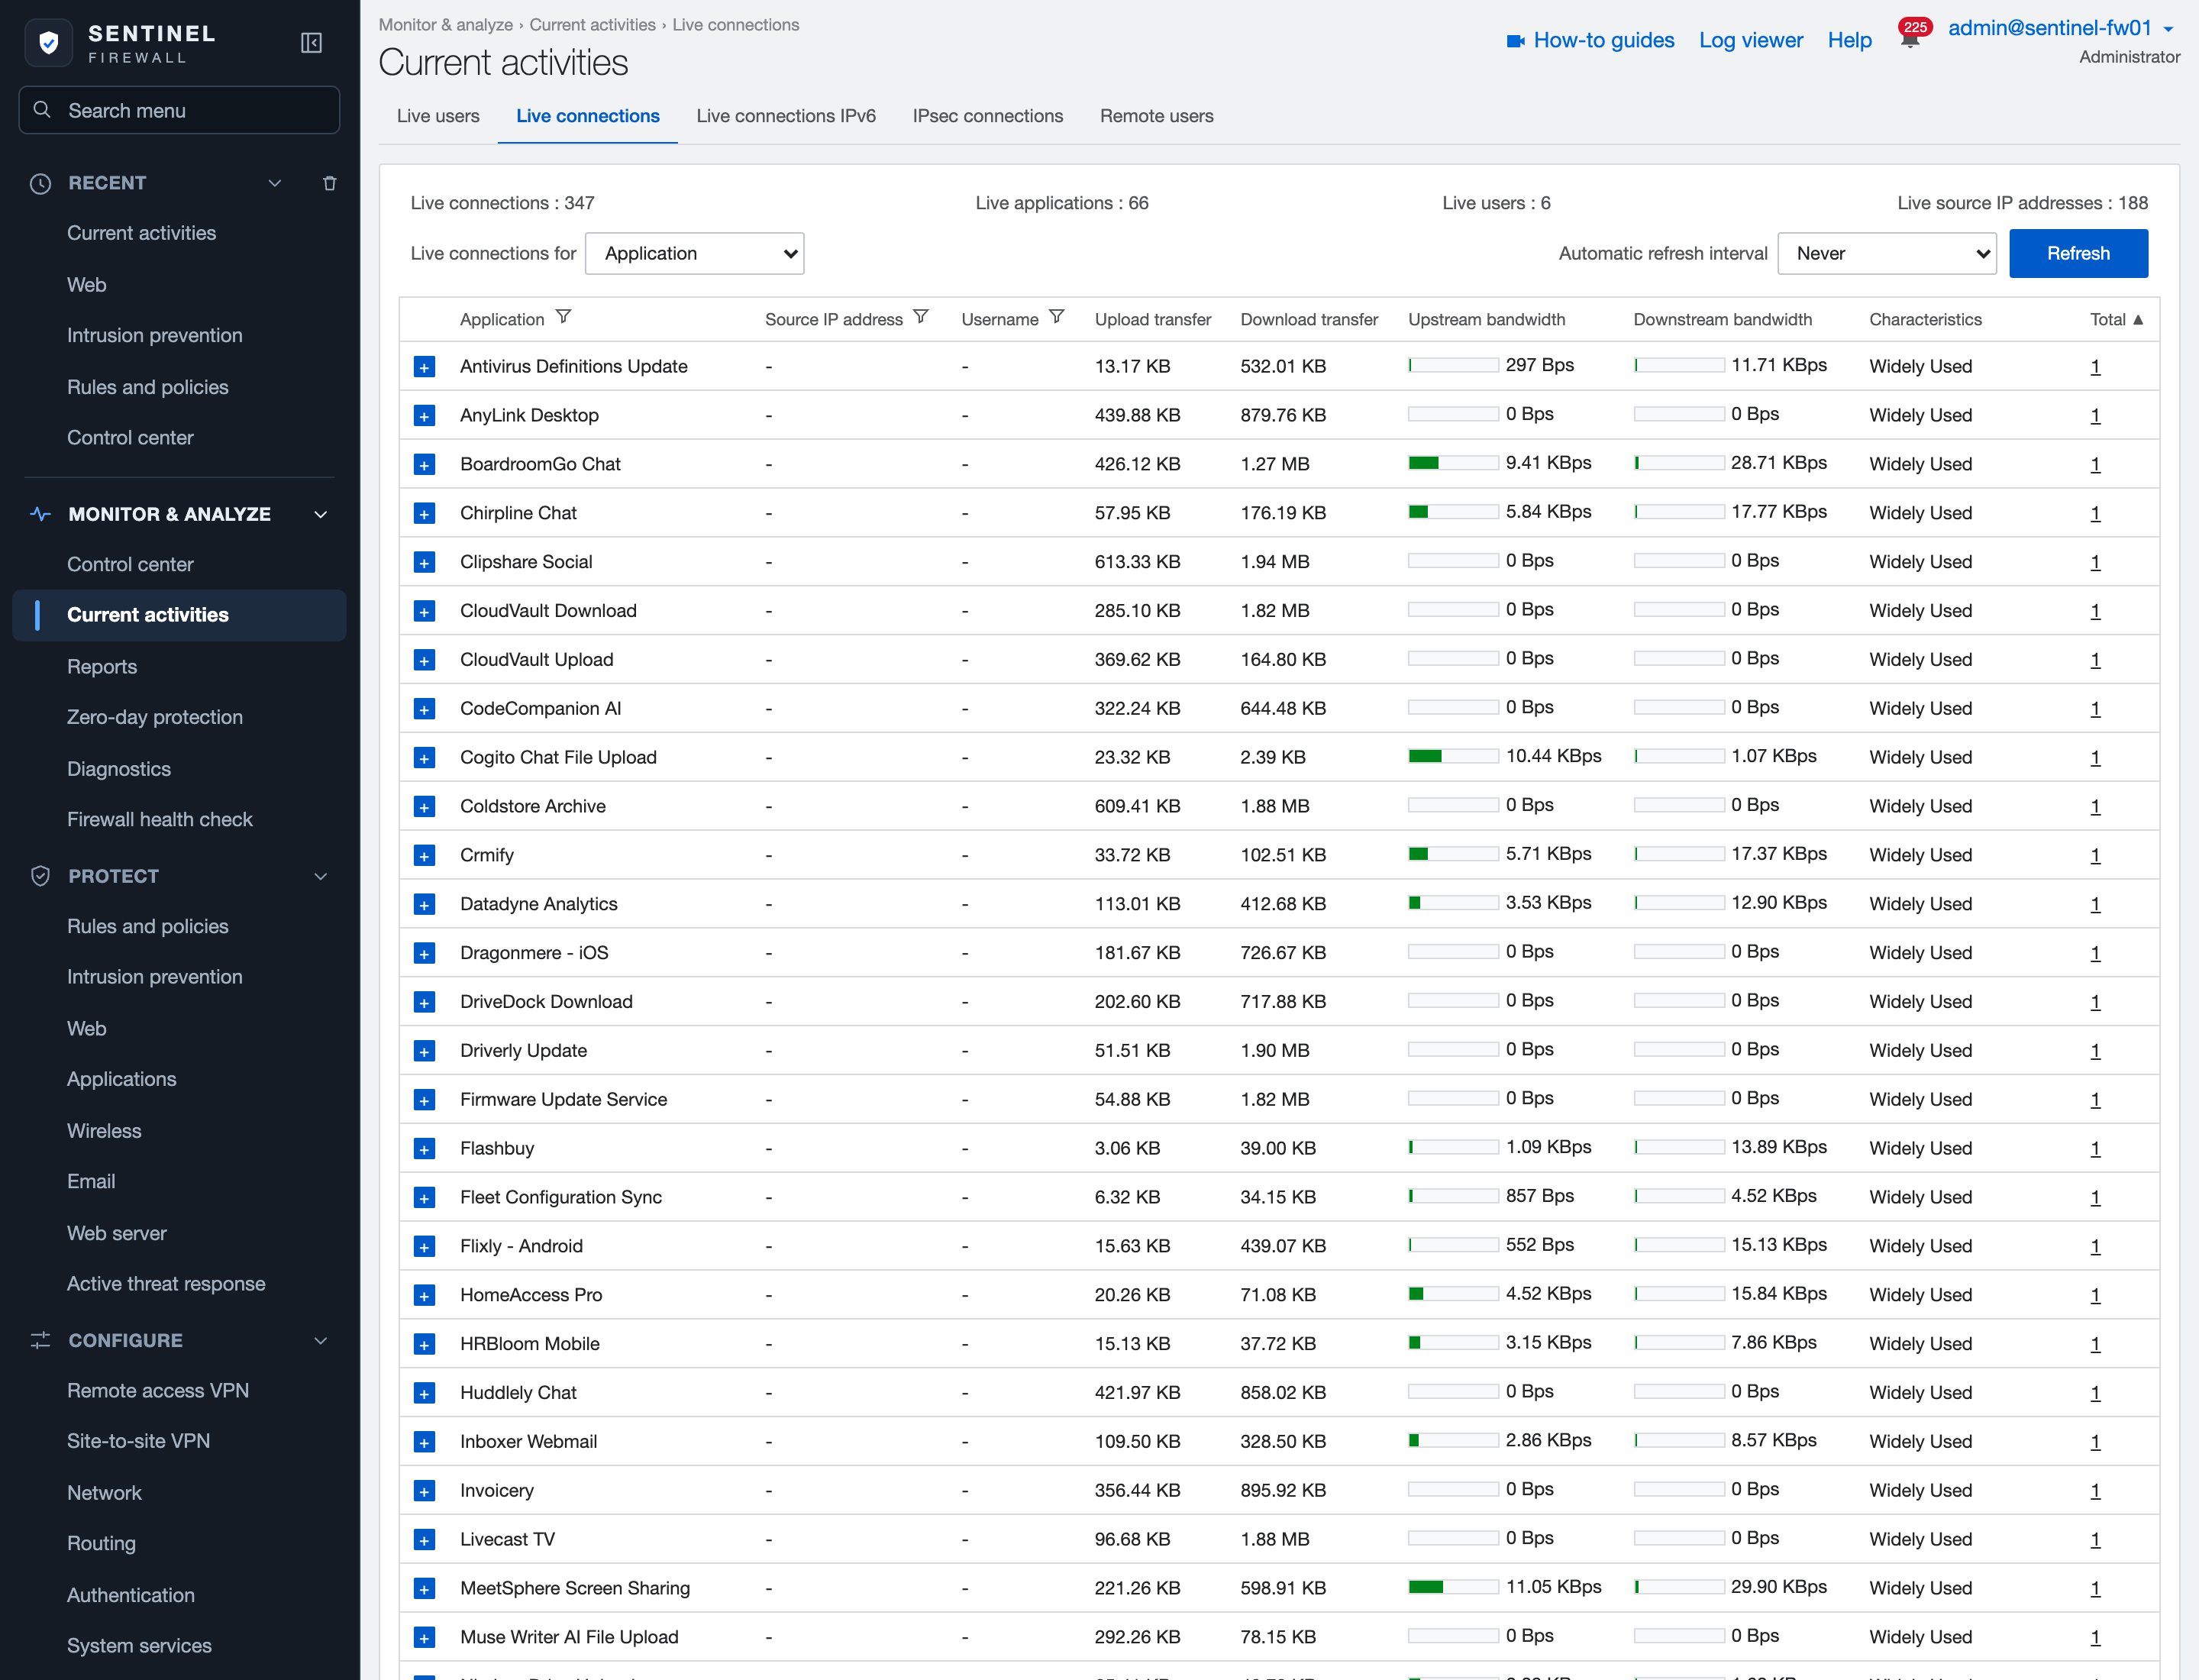 SENTINEL
FIREWALL
Search menu
RECENT
Current activities
Web
Intrusion prevention
Rules and policies
Control center
MONITOR & ANALYZE
Control center
Current activities
Reports
Zero-day protection
Diagnostics
Firewall health check
PROTECT
Rules and policies
Intrusion prevention
Web
Applications
Wireless
Email
Web server
Active threat response
CONFIGURE
Remote access VPN
Site-to-site VPN
Network
Routing
Authentication
System services
Monitor & analyze › Current activities › Live connections
Current activities
How-to guides Log viewer Help 225 admin@sentinel-fw01
Administrator
Live users Live connections Live connections IPv6 IPsec connections Remote users
Live connections : 347 Live applications : 66 Live users : 6 Live source IP addresses : 188
Live connections for Application Automatic refresh interval Never Refresh
Application Source IP address Username Upload transfer Download transfer Upstream bandwidth Downstream bandwidth Characteristics Total ▲
+ Antivirus Definitions Update - - 13.17 KB 532.01 KB 297 Bps 11.71 KBps Widely Used 1
+ AnyLink Desktop - - 439.88 KB 879.76 KB 0 Bps 0 Bps Widely Used 1
+ BoardroomGo Chat - - 426.12 KB 1.27 MB 9.41 KBps 28.71 KBps Widely Used 1
+ Chirpline Chat - - 57.95 KB 176.19 KB 5.84 KBps 17.77 KBps Widely Used 1
+ Clipshare Social - - 613.33 KB 1.94 MB 0 Bps 0 Bps Widely Used 1
+ CloudVault Download - - 285.10 KB 1.82 MB 0 Bps 0 Bps Widely Used 1
+ CloudVault Upload - - 369.62 KB 164.80 KB 0 Bps 0 Bps Widely Used 1
+ CodeCompanion AI - - 322.24 KB 644.48 KB 0 Bps 0 Bps Widely Used 1
+ Cogito Chat File Upload - - 23.32 KB 2.39 KB 10.44 KBps 1.07 KBps Widely Used 1
+ Coldstore Archive - - 609.41 KB 1.88 MB 0 Bps 0 Bps Widely Used 1
+ Crmify - - 33.72 KB 102.51 KB 5.71 KBps 17.37 KBps Widely Used 1
+ Datadyne Analytics - - 113.01 KB 412.68 KB 3.53 KBps 12.90 KBps Widely Used 1
+ Dragonmere - iOS - - 181.67 KB 726.67 KB 0 Bps 0 Bps Widely Used 1
+ DriveDock Download - - 202.60 KB 717.88 KB 0 Bps 0 Bps Widely Used 1
+ Driverly Update - - 51.51 KB 1.90 MB 0 Bps 0 Bps Widely Used 1
+ Firmware Update Service - - 54.88 KB 1.82 MB 0 Bps 0 Bps Widely Used 1
+ Flashbuy - - 3.06 KB 39.00 KB 1.09 KBps 13.89 KBps Widely Used 1
+ Fleet Configuration Sync - - 6.32 KB 34.15 KB 857 Bps 4.52 KBps Widely Used 1
+ Flixly - Android - - 15.63 KB 439.07 KB 552 Bps 15.13 KBps Widely Used 1
+ HomeAccess Pro - - 20.26 KB 71.08 KB 4.52 KBps 15.84 KBps Widely Used 1
+ HRBloom Mobile - - 15.13 KB 37.72 KB 3.15 KBps 7.86 KBps Widely Used 1
+ Huddlely Chat - - 421.97 KB 858.02 KB 0 Bps 0 Bps Widely Used 1
+ Inboxer Webmail - - 109.50 KB 328.50 KB 2.86 KBps 8.57 KBps Widely Used 1
+ Invoicery - - 356.44 KB 895.92 KB 0 Bps 0 Bps Widely Used 1
+ Livecast TV - - 96.68 KB 1.88 MB 0 Bps 0 Bps Widely Used 1
+ MeetSphere Screen Sharing - - 221.26 KB 598.91 KB 11.05 KBps 29.90 KBps Widely Used 1
+ Muse Writer AI File Upload - - 292.26 KB 78.15 KB 0 Bps 0 Bps Widely Used 1